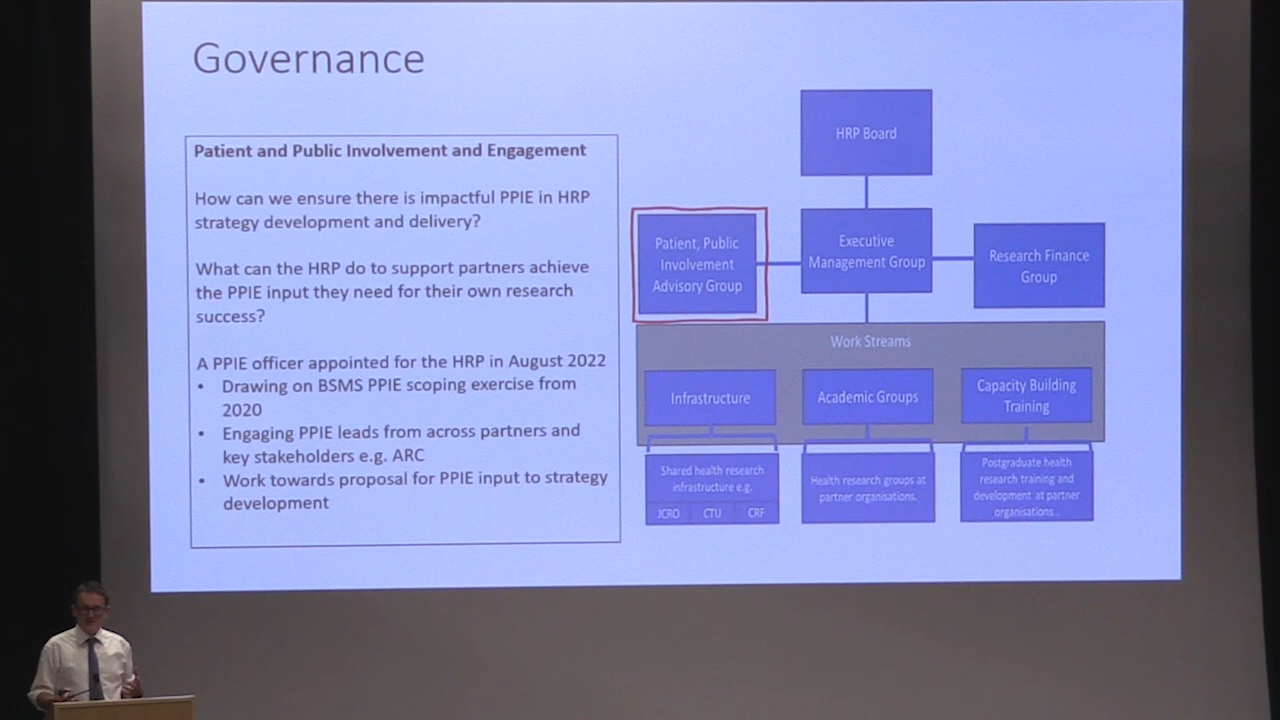 Governance
Patient and Public Involvement and Engagement
How can we ensure there is impactful PPIE in HRP
strategy development and delivery?
What can the HRP do to support partners achieve
the PPIE input they need for their own research
success?
A PPIE officer appointed for the HRP in August 2022
• Drawing on BSMS PPIE scoping exercise from
2020
• Engaging PPIE leads from across partners and
key stakeholders e.g. ARC
• Work towards proposal for PPIE input to strategy
development
HRP Board
Patient, Public
Involvement
Advisory Group
Executive
Management Group
Research Finance
Group
Work Streams
Infrastructure
Academic Groups
Capacity Building
Training
Shared health research
infrastructure e.g.
JCRO
CTU
CRF
Health research groups at
partner organisations.
Postgraduate health
research training and
development at partner
organisations .